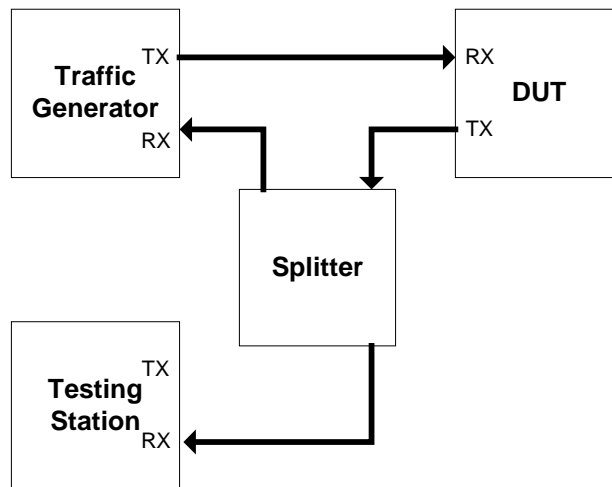 TX
Traffic
Generator
RX
RX
DUT
TX
Splitter
TX
Testing
Station
RX